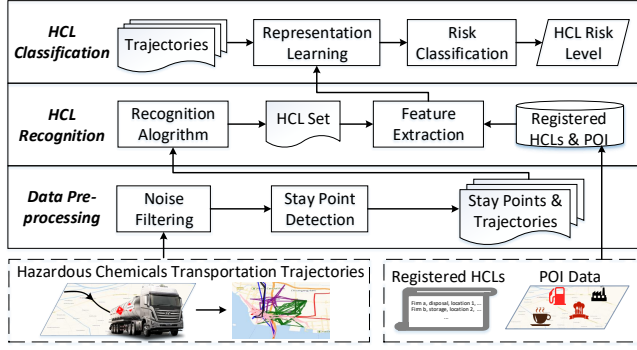 HCL
Classification
Trajectories
Representation
Learning
Risk
Classification
HCL Risk
Level
HCL
Recognition
Recognition
Alogrithm
HCL Set
Feature
Extraction
Registered
HCLs & POI
Data Pre-
processing
Noise
Filtering
Stay Point
Detection
Stay Points &
Trajectories
Hazardous Chemicals Transportation Trajectories
Registered HCLs
Firm a, disposal, location 1, ...
Firm b, storage, location 2, ...
...
POI Data